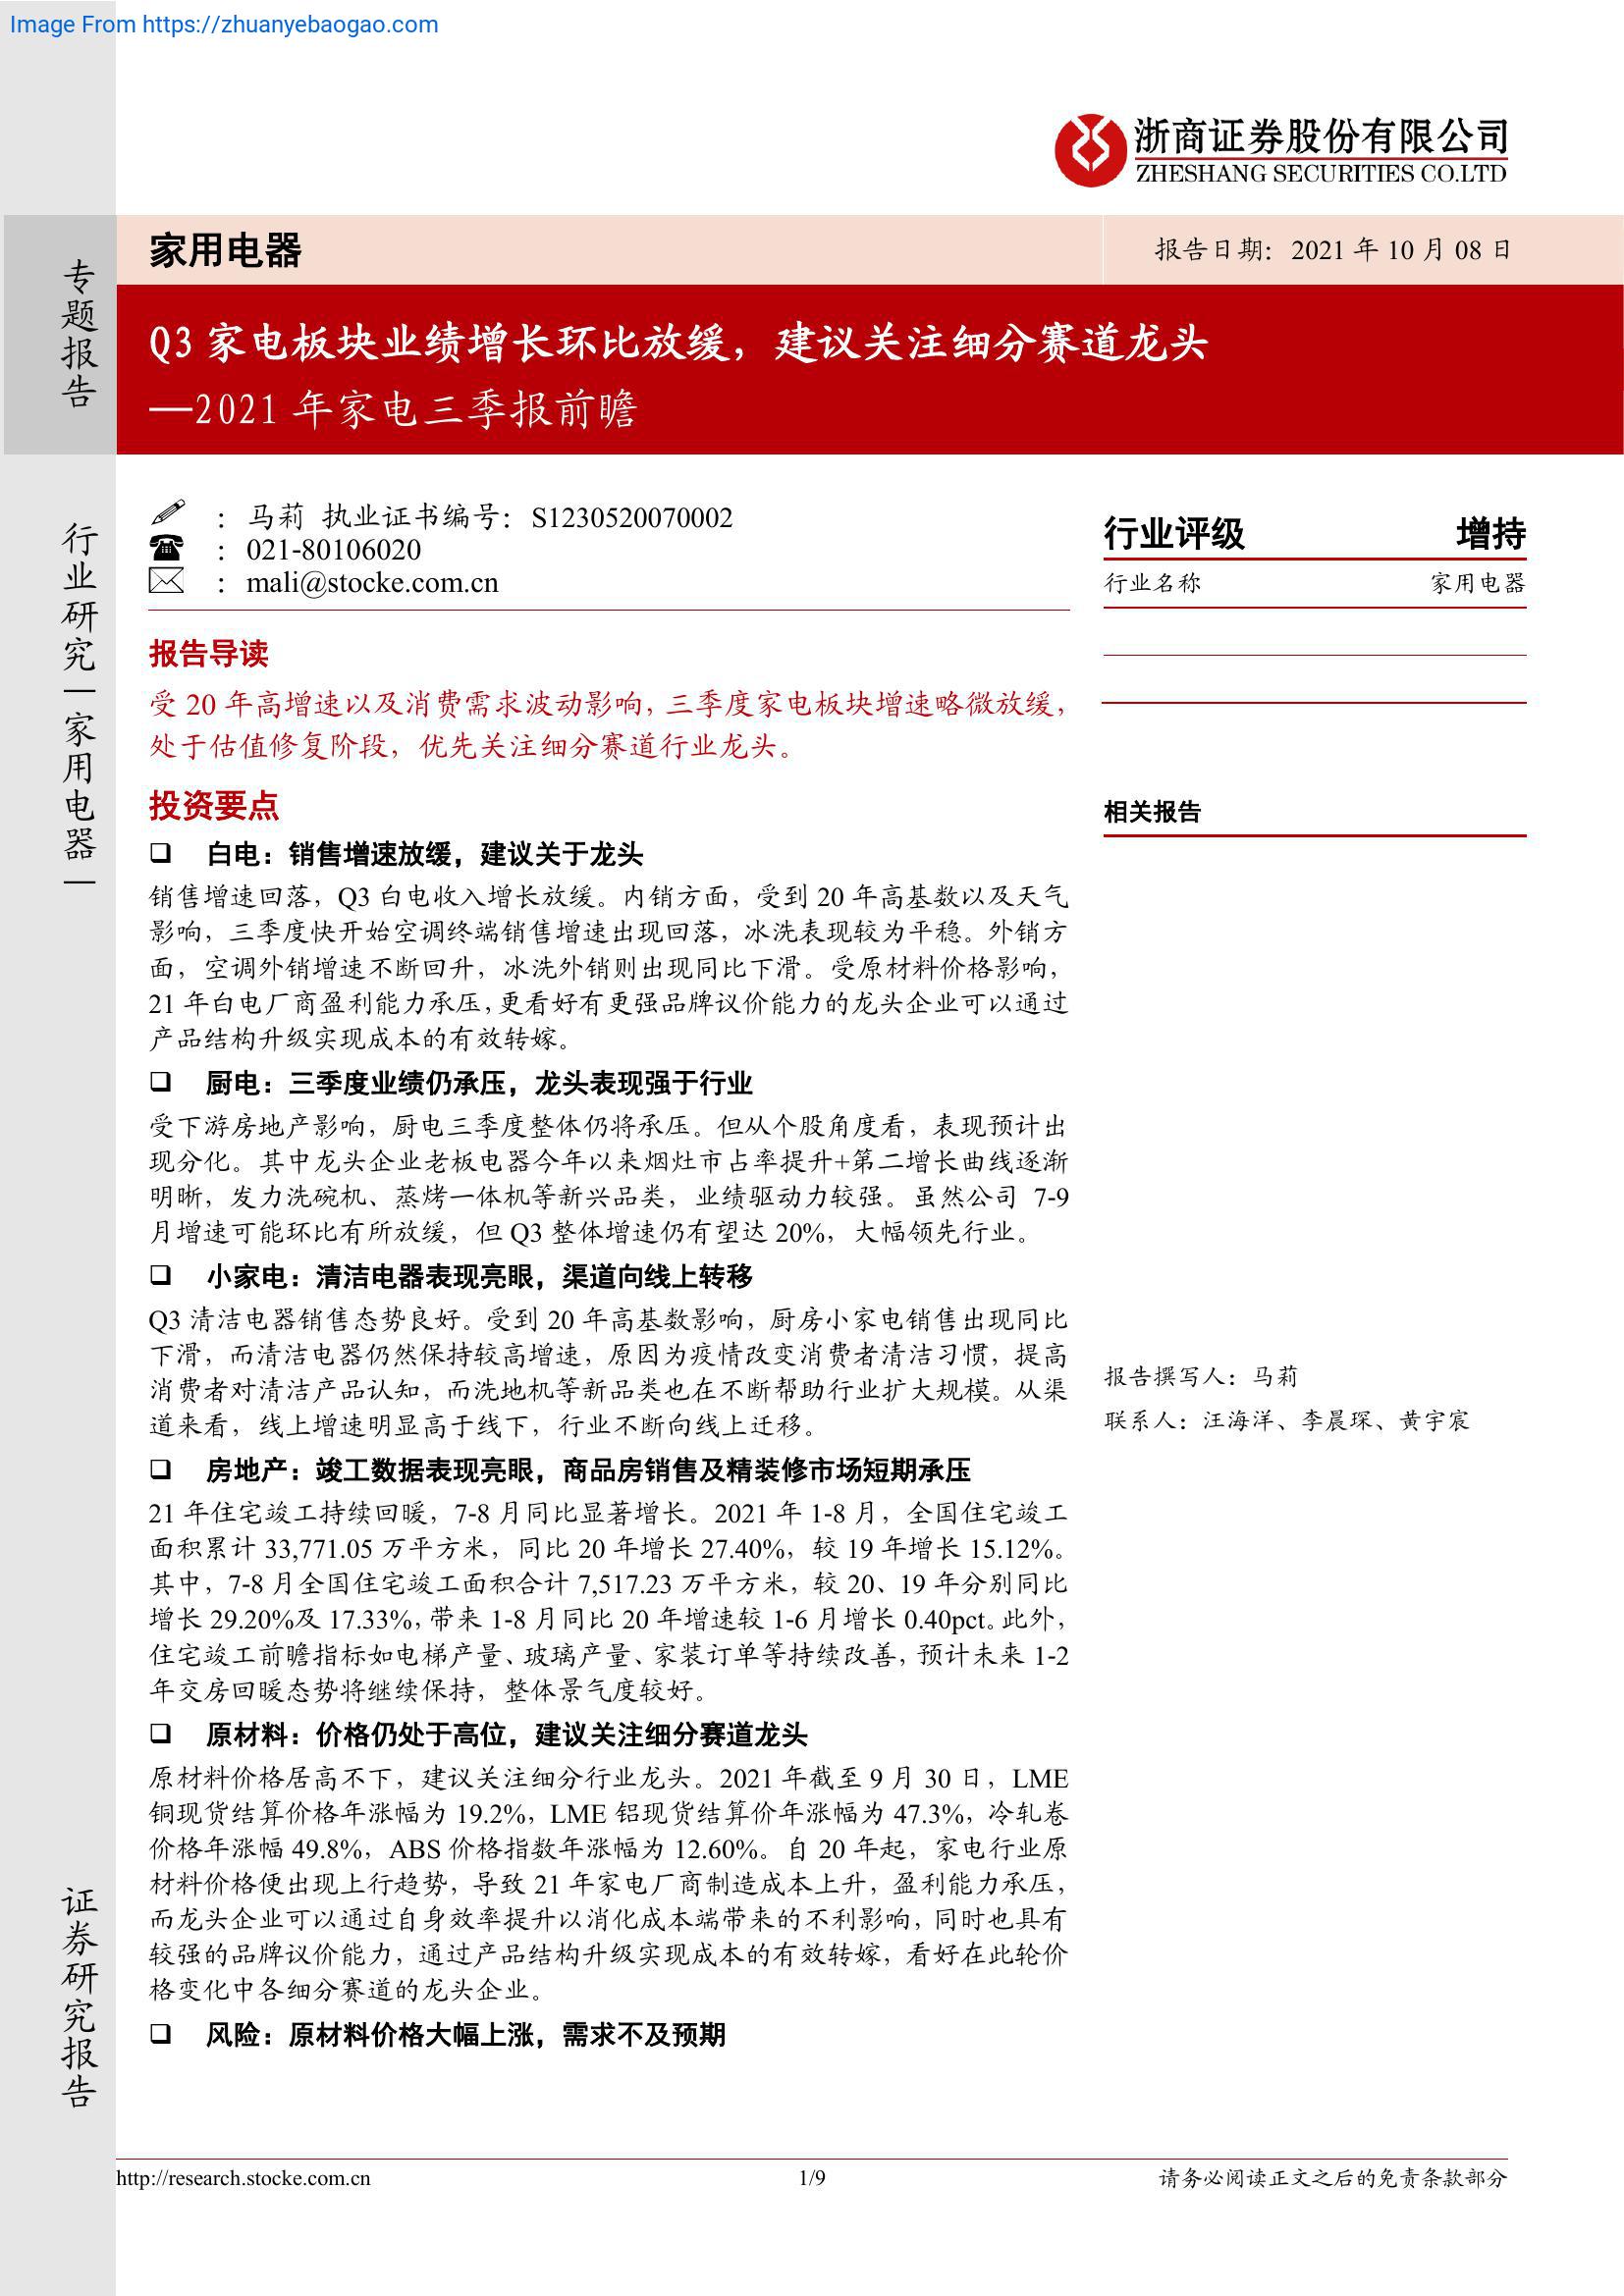 Image From https://zhuanyebaogao.com
浙商证券股份有限公司
ZHESHANG SECURITIES CO.LTD
专题报告
家用电器
报告日期：2021 年 10 月 08 日
Q3 家电板块业绩增长环比放缓，建议关注细分赛道龙头
—2021 年家电三季报前瞻
行业研究｜家用电器｜
：马莉 执业证书编号：S1230520070002
：021-80106020
：mali@stocke.com.cn
行业评级 增持
行业名称 家用电器
报告导读
受 20 年高增速以及消费需求波动影响，三季度家电板块增速略微放缓，
处于估值修复阶段，优先关注细分赛道行业龙头。
投资要点
❑ 白电：销售增速放缓，建议关于龙头
销售增速回落，Q3 白电收入增长放缓。内销方面，受到 20 年高基数以及天气
影响，三季度快开始空调终端销售增速出现回落，冰洗表现较为平稳。外销方
面，空调外销增速不断回升，冰洗外销则出现同比下滑。受原材料价格影响，
21 年白电厂商盈利能力承压，更看好有更强品牌议价能力的龙头企业可以通过
产品结构升级实现成本的有效转嫁。
❑ 厨电：三季度业绩仍承压，龙头表现强于行业
受下游房地产影响，厨电三季度整体仍将承压。但从个股角度看，表现预计出
现分化。其中龙头企业老板电器今年以来烟灶市占率提升+第二增长曲线逐渐
明晰，发力洗碗机、蒸烤一体机等新兴品类，业绩驱动力较强。虽然公司 7-9
月增速可能环比有所放缓，但 Q3 整体增速仍有望达 20%，大幅领先行业。
❑ 小家电：清洁电器表现亮眼，渠道向线上转移
Q3 清洁电器销售态势良好。受到 20 年高基数影响，厨房小家电销售出现同比
下滑，而清洁电器仍然保持较高增速，原因为疫情改变消费者清洁习惯，提高
消费者对清洁产品认知，而洗地机等新品类也在不断帮助行业扩大规模。从渠
道来看，线上增速明显高于线下，行业不断向线上迁移。
❑ 房地产：竣工数据表现亮眼，商品房销售及精装修市场短期承压
21 年住宅竣工持续回暖，7-8 月同比显著增长。2021 年 1-8 月，全国住宅竣工
面积累计 33,771.05 万平方米，同比 20 年增长 27.40%，较 19 年增长 15.12%。
其中，7-8 月全国住宅竣工面积合计 7,517.23 万平方米，较 20、19 年分别同比
增长 29.20%及 17.33%，带来 1-8 月同比 20 年增速较 1-6 月增长 0.40pct。此外，
住宅竣工前瞻指标如电梯产量、玻璃产量、家装订单等持续改善，预计未来 1-2
年交房回暖态势将继续保持，整体景气度较好。
❑ 原材料：价格仍处于高位，建议关注细分赛道龙头
原材料价格居高不下，建议关注细分行业龙头。2021 年截至 9 月 30 日，LME
铜现货结算价格年涨幅为 19.2%，LME 铝现货结算价年涨幅为 47.3%，冷轧卷
价格年涨幅 49.8%，ABS 价格指数年涨幅为 12.60%。自 20 年起，家电行业原
材料价格便出现上行趋势，导致 21 年家电厂商制造成本上升，盈利能力承压，
而龙头企业可以通过自身效率提升以消化成本端带来的不利影响，同时也具有
较强的品牌议价能力，通过产品结构升级实现成本的有效转嫁，看好在此轮价
格变化中各细分赛道的龙头企业。
❑ 风险：原材料价格大幅上涨，需求不及预期
相关报告
报告撰写人：马莉
联系人：汪海洋、李晨琛、黄宇宸
证券研究报告
http://research.stocke.com.cn
1/9
请务必阅读正文之后的免责条款部分